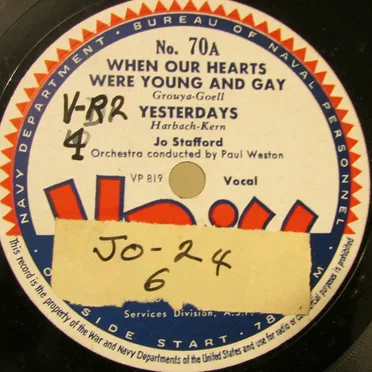 NAVY DEPARTMENT · BUREAU OF NAVAL PERSONNEL
No. 70A
WHEN OUR HEARTS
WERE YOUNG AND GAY
Grouya-Goell
V-BR
4
YESTERDAYS
Harbach-Kern
Jo Stafford
Orchestra conducted by Paul Weston
VP 819
Vocal
JO-24
6
SIDE START · 78
Services Division, A.S.F.
This record is the property of the War and Navy Departments of the United States and use for radio or commercial purposes is prohibited